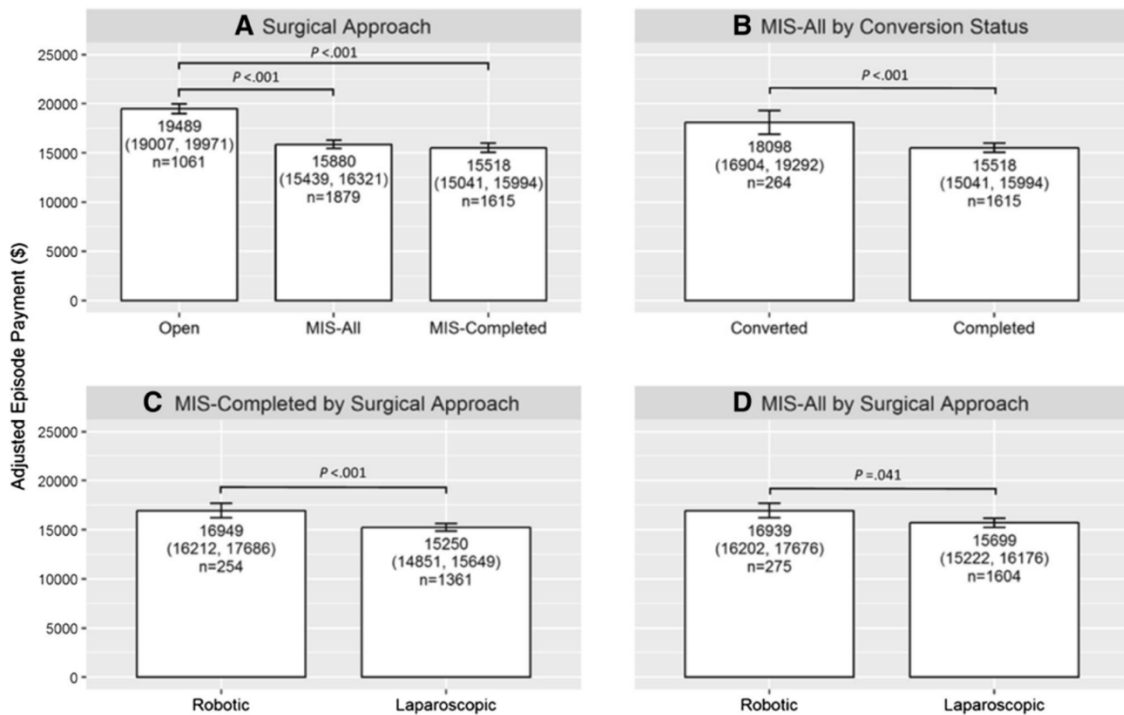 A Surgical Approach
P <.001
P <.001
19489
(19007, 19971)
n=1061
15880
(15439, 16321)
n=1879
15518
(15041, 15994)
n=1615
25000
20000
15000
10000
5000
0
Open MIS-All MIS-Completed
B MIS-All by Conversion Status
P <.001
18098
(16904, 19292)
n=264
15518
(15041, 15994)
n=1615
Converted Completed
Adjusted Episode Payment ($)
C MIS-Completed by Surgical Approach
P <.001
16949
(16212, 17686)
n=254
15250
(14851, 15649)
n=1361
25000
20000
15000
10000
5000
0
Robotic Laparoscopic
D MIS-All by Surgical Approach
P =.041
16939
(16202, 17676)
n=275
15699
(15222, 16176)
n=1604
Robotic Laparoscopic